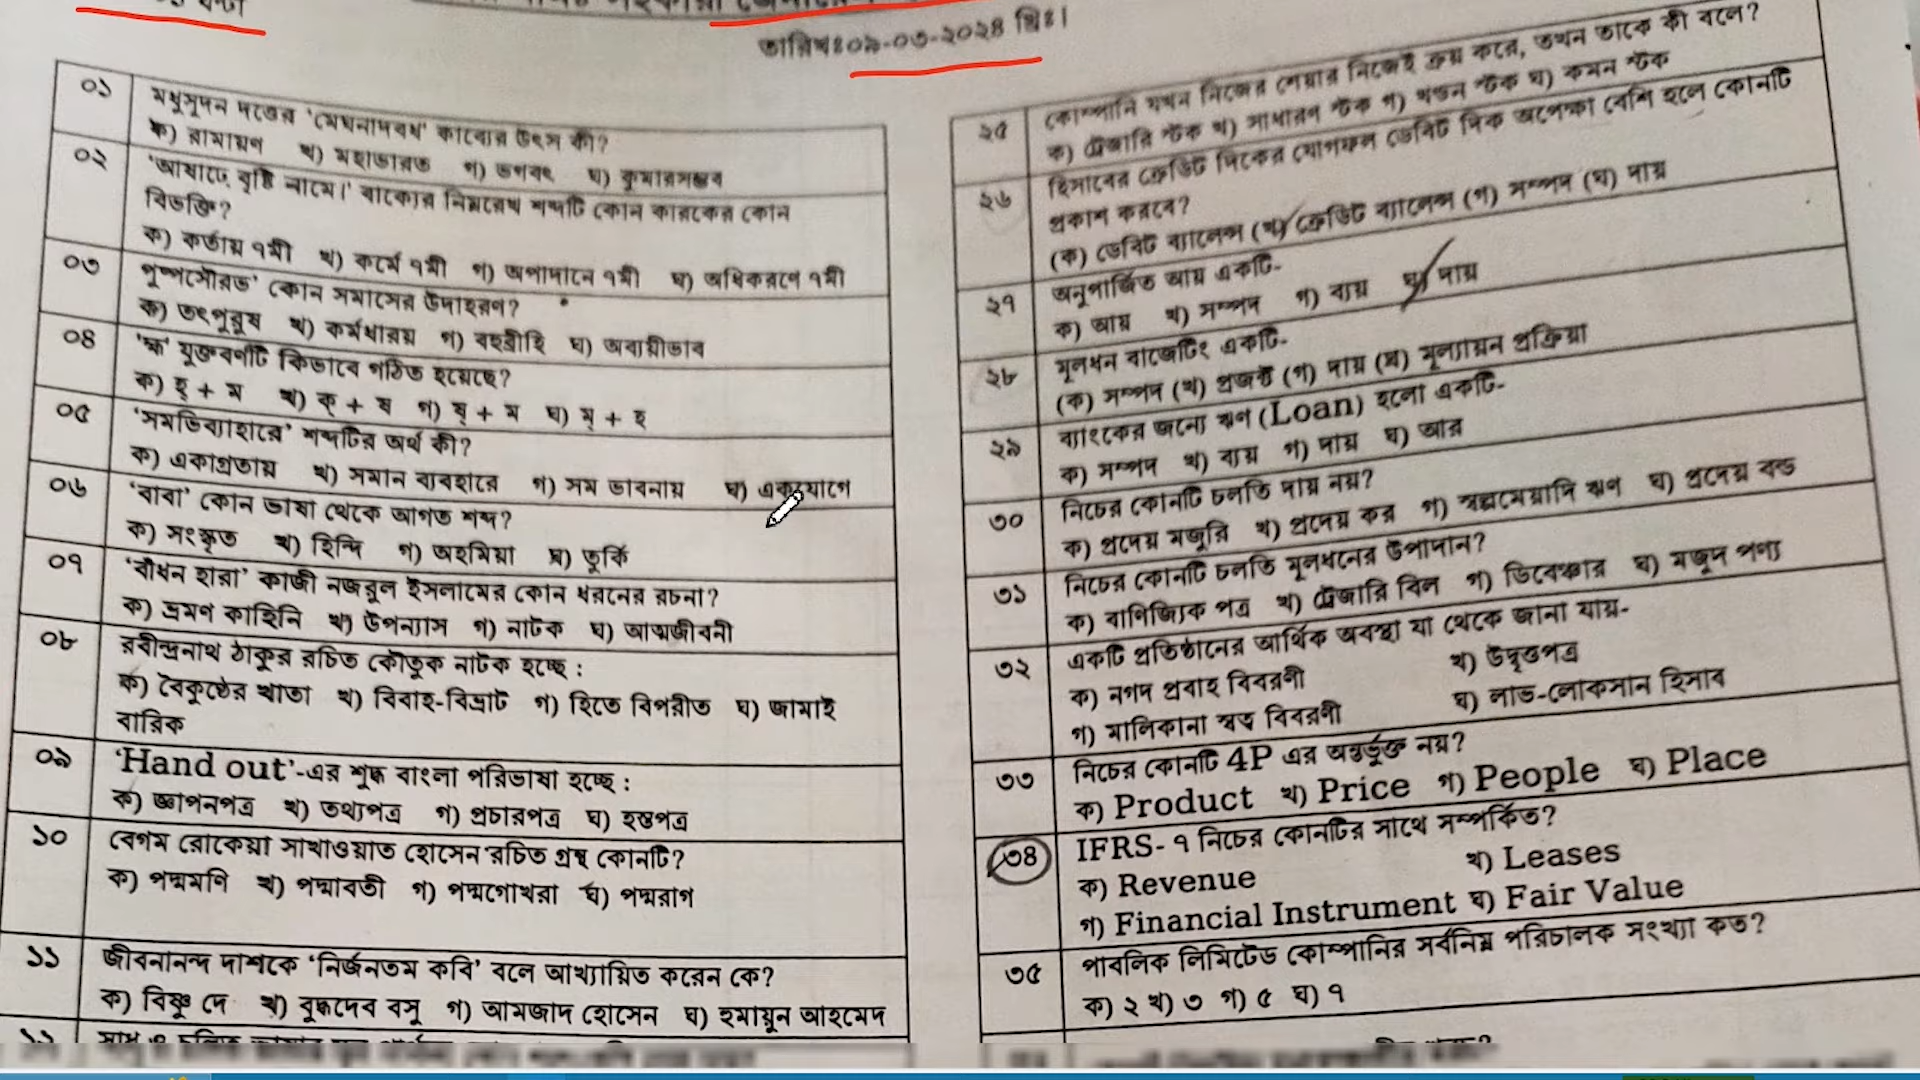 তারিখঃ০৯-০৩-২০২৪ খ্রিঃ।
০১ মধুসূদন দত্তের ‘মেঘনাদবধ’ কাব্যের উৎস কী?
ক) রামায়ণ খ) মহাভারত গ) ভগবৎ ঘ) কুমারসম্ভব
০২ ‘আষাঢ়ে বৃষ্টি নামে।’ বাক্যের নিম্নরেখ শব্দটি কোন কারকের কোন
বিভক্তি?
ক) কর্তায় ৭মী খ) কর্মে ৭মী গ) অপাদানে ৭মী ঘ) অধিকরণে ৭মী
০৩ পুষ্পসৌরভ’ কোন সমাসের উদাহরণ?
ক) তৎপুরুষ খ) কর্মধারয় গ) বহুব্রীহি ঘ) অব্যয়ীভাব
০৪ ‘হ্ম’ যুক্তবর্ণটি কিভাবে গঠিত হয়েছে?
ক) হ্ + ম খ) ক্ + ষ গ) ষ্ + ম ঘ) ম্ + হ
০৫ ‘সমভিব্যাহারে’ শব্দটির অর্থ কী?
ক) একাগ্রতায় খ) সমান ব্যবহারে গ) সম ভাবনায় ঘ) একযোগে
০৬ ‘বাবা’ কোন ভাষা থেকে আগত শব্দ?
ক) সংস্কৃত খ) হিন্দি গ) অহমিয়া ঘ) তুর্কি
০৭ ‘বাঁধন হারা’ কাজী নজরুল ইসলামের কোন ধরনের রচনা?
ক) ভ্রমণ কাহিনি খ) উপন্যাস গ) নাটক ঘ) আত্মজীবনী
০৮ রবীন্দ্রনাথ ঠাকুর রচিত কৌতুক নাটক হচ্ছে :
ক) বৈকুণ্ঠের খাতা খ) বিবাহ-বিভ্রাট গ) হিতে বিপরীত ঘ) জামাই
বারিক
০৯ ‘Hand out’-এর শুদ্ধ বাংলা পরিভাষা হচ্ছে :
ক) জ্ঞাপনপত্র খ) তথ্যপত্র গ) প্রচারপত্র ঘ) হস্তপত্র
১০ বেগম রোকেয়া সাখাওয়াত হোসেন রচিত গ্রন্থ কোনটি?
ক) পদ্মমণি খ) পদ্মাবতী গ) পদ্মগোখরা ঘ) পদ্মরাগ
১১ জীবনানন্দ দাশকে ‘নির্জনতম কবি’ বলে আখ্যায়িত করেন কে?
ক) বিষ্ণু দে খ) বুদ্ধদেব বসু গ) আমজাদ হোসেন ঘ) হুমায়ুন আহমেদ
২৫ কোম্পানি যখন নিজের শেয়ার নিজেই ক্রয় করে, তখন তাকে কী বলে?
ক) ট্রেজারি স্টক খ) সাধারণ স্টক গ) খন্ডন স্টক ঘ) কমন স্টক
২৬ হিসাবের ক্রেডিট দিকের যোগফল ডেবিট দিক অপেক্ষা বেশি হলে কোনটি
প্রকাশ করবে?
(ক) ডেবিট ব্যালেন্স (খ) ক্রেডিট ব্যালেন্স (গ) সম্পদ (ঘ) দায়
২৭ অনুপার্জিত আয় একটি-
ক) আয় খ) সম্পদ গ) ব্যয় ঘ) দায়
২৮ মূলধন বাজেটিং একটি-
(ক) সম্পদ (খ) প্রজেক্ট (গ) দায় (ঘ) মূল্যায়ন প্রক্রিয়া
২৯ ব্যাংকের জন্যে ঋণ (Loan) হলো একটি-
ক) সম্পদ খ) ব্যয় গ) দায় ঘ) আয়
৩০ নিচের কোনটি চলতি দায় নয়?
ক) প্রদেয় মজুরি খ) প্রদেয় কর গ) স্বল্পমেয়াদি ঋণ ঘ) প্রদেয় বন্ড
৩১ নিচের কোনটি চলতি মূলধনের উপাদান?
ক) বাণিজ্যিক পত্র খ) ট্রেজারি বিল গ) ডিবেঞ্চার ঘ) মজুদ পণ্য
৩২ একটি প্রতিষ্ঠানের আর্থিক অবস্থা যা থেকে জানা যায়-
ক) নগদ প্রবাহ বিবরণী খ) উদ্বৃত্তপত্র
গ) মালিকানা স্বত্ব বিবরণী ঘ) লাভ-লোকসান হিসাব
৩৩ নিচের কোনটি 4P এর অন্তর্ভুক্ত নয়?
ক) Product খ) Price গ) People ঘ) Place
৩৪ IFRS- ৭ নিচের কোনটির সাথে সম্পর্কিত?
ক) Revenue খ) Leases
গ) Financial Instrument ঘ) Fair Value
৩৫ পাবলিক লিমিটেড কোম্পানির সর্বনিম্ন পরিচালক সংখ্যা কত?
ক) ২ খ) ৩ গ) ৫ ঘ) ৭